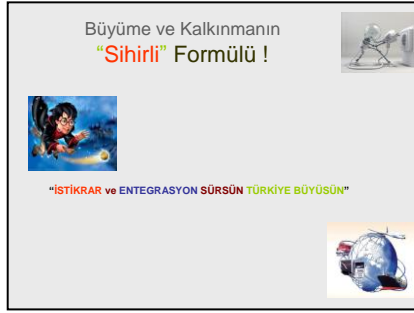 Büyüme ve Kalkınmanın
“Sihirli” Formülü !
“İSTİKRAR ve ENTEGRASYON SÜRSÜN TÜRKİYE BÜYÜSÜN”